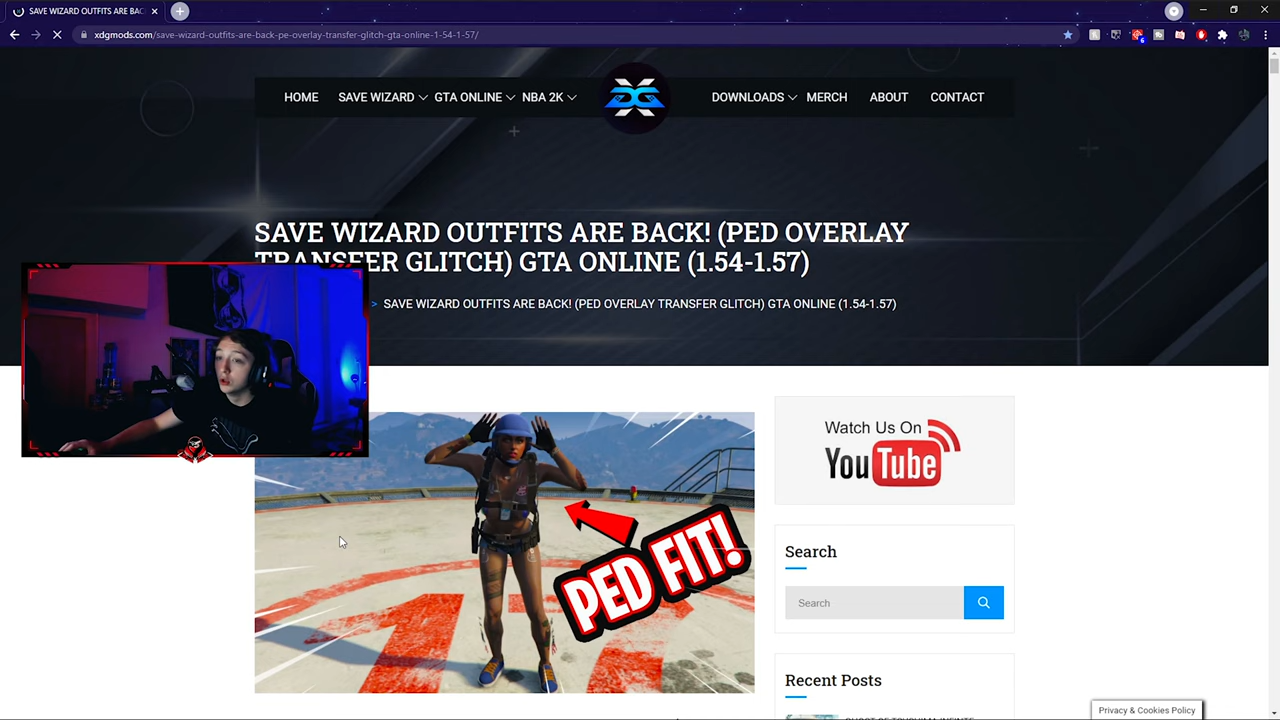 SAVE WIZARD OUTFITS ARE BAC
xdgmods.com/save-wizard-outfits-are-back-pe-overlay-transfer-glitch-gta-online-1-54-1-57/
HOME SAVE WIZARD GTA ONLINE NBA 2K DOWNLOADS MERCH ABOUT CONTACT
SAVE WIZARD OUTFITS ARE BACK! (PED OVERLAY
TRANSFER GLITCH) GTA ONLINE (1.54-1.57)
> SAVE WIZARD OUTFITS ARE BACK! (PED OVERLAY TRANSFER GLITCH) GTA ONLINE (1.54-1.57)
Watch Us On
YouTube
PED FIT!
Search
Search
Recent Posts
Privacy & Cookies Policy